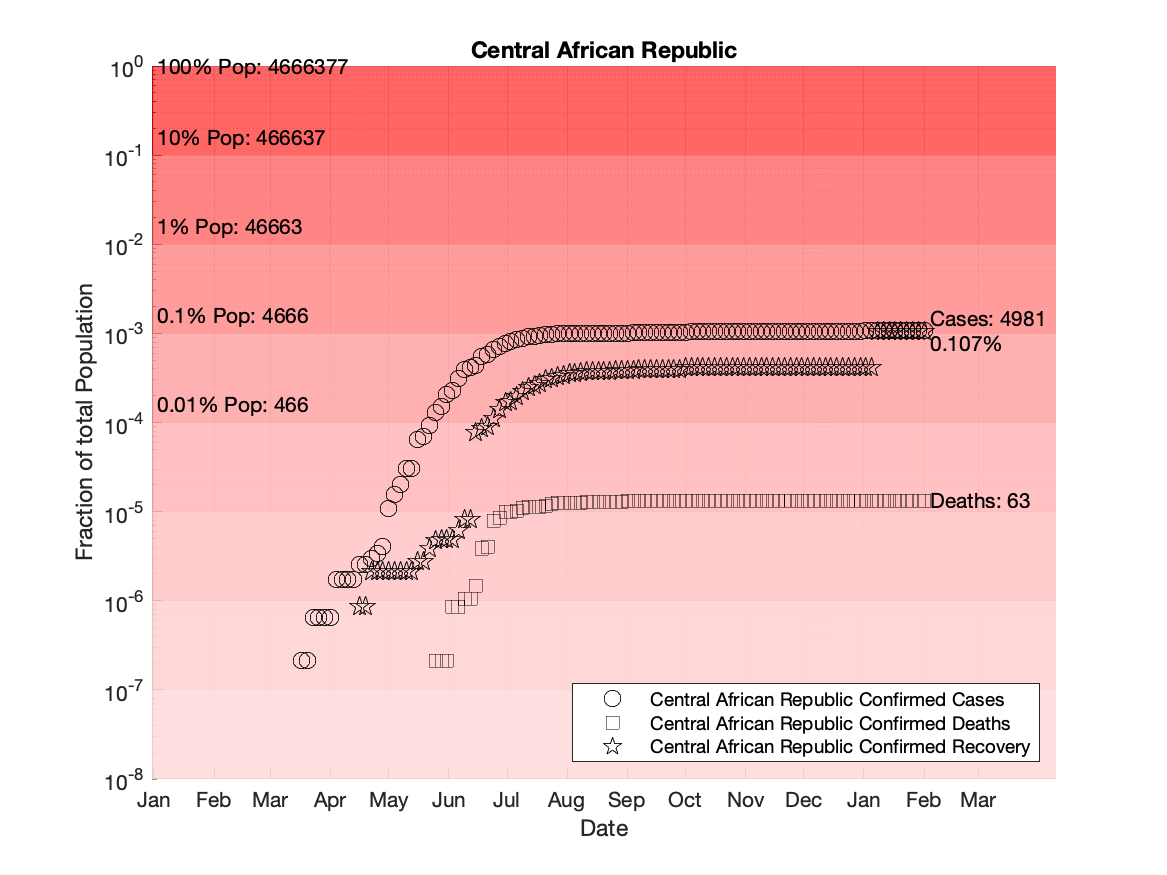 Central African Republic
10^0
100% Pop: 4666377
10% Pop: 466637
10^-1
1% Pop: 46663
10^-2
0.1% Pop: 4666
Cases: 4981
10^-3
0.107%
0.01% Pop: 466
10^-4
Deaths: 63
10^-5
10^-6
10^-7
10^-8
Fraction of total Population
Central African Republic Confirmed Cases
Central African Republic Confirmed Deaths
Central African Republic Confirmed Recovery
Jan Feb Mar Apr May Jun Jul Aug Sep Oct Nov Dec Jan Feb Mar
Date